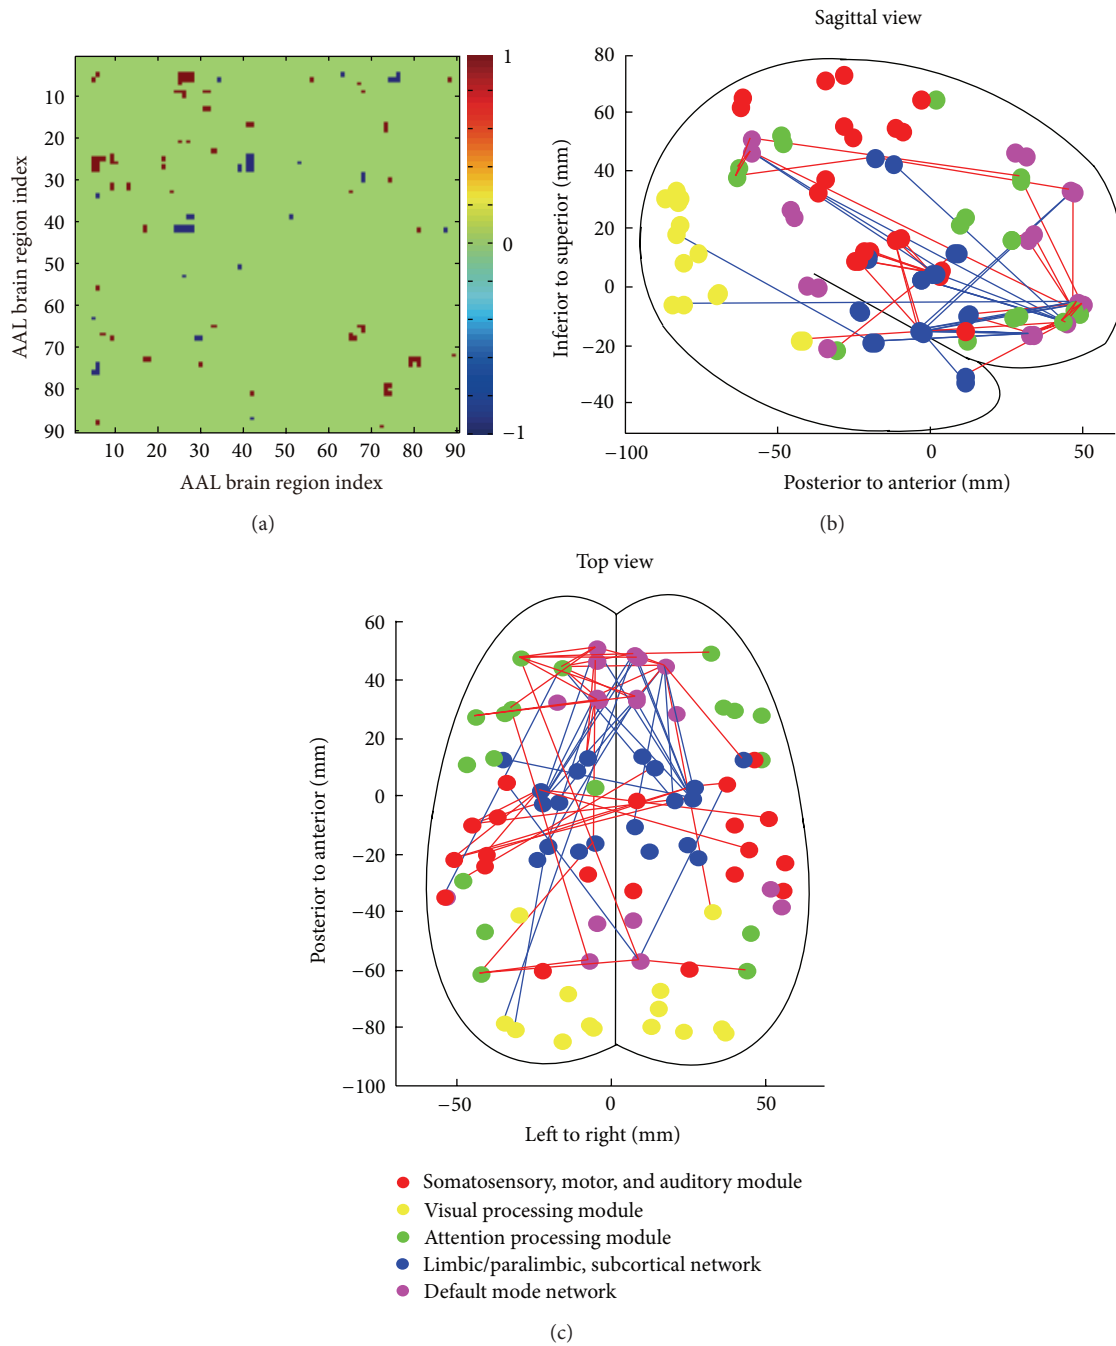 Sagittal view
1
0
−1
10
20
30
40
50
60
70
80
90
AAL brain region index
10 20 30 40 50 60 70 80 90
AAL brain region index
(a)
80
60
40
20
0
−20
−40
Inferior to superior (mm)
−100 −50 0 50
Posterior to anterior (mm)
(b)
Top view
60
40
20
0
−20
−40
−60
−80
−100
Posterior to anterior (mm)
−50 0 50
Left to right (mm)
Somatosensory, motor, and auditory module
Visual processing module
Attention processing module
Limbic/paralimbic, subcortical network
Default mode network
(c)